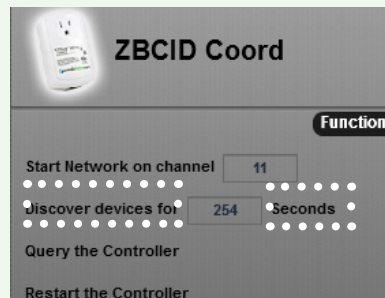 ZBCID Coord
Function
Start Network on channel 11
Discover devices for 254 Seconds
Query the Controller
Restart the Controller